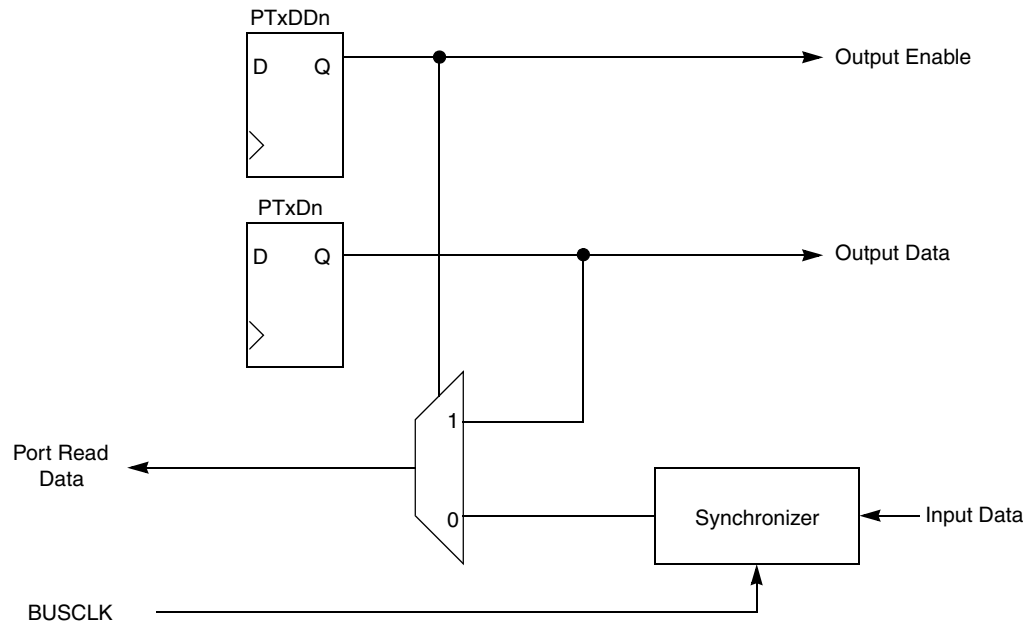 PTxDDn
D Q
Output Enable
PTxDn
D Q
Output Data
1
Port Read
Data
0
Synchronizer
Input Data
BUSCLK